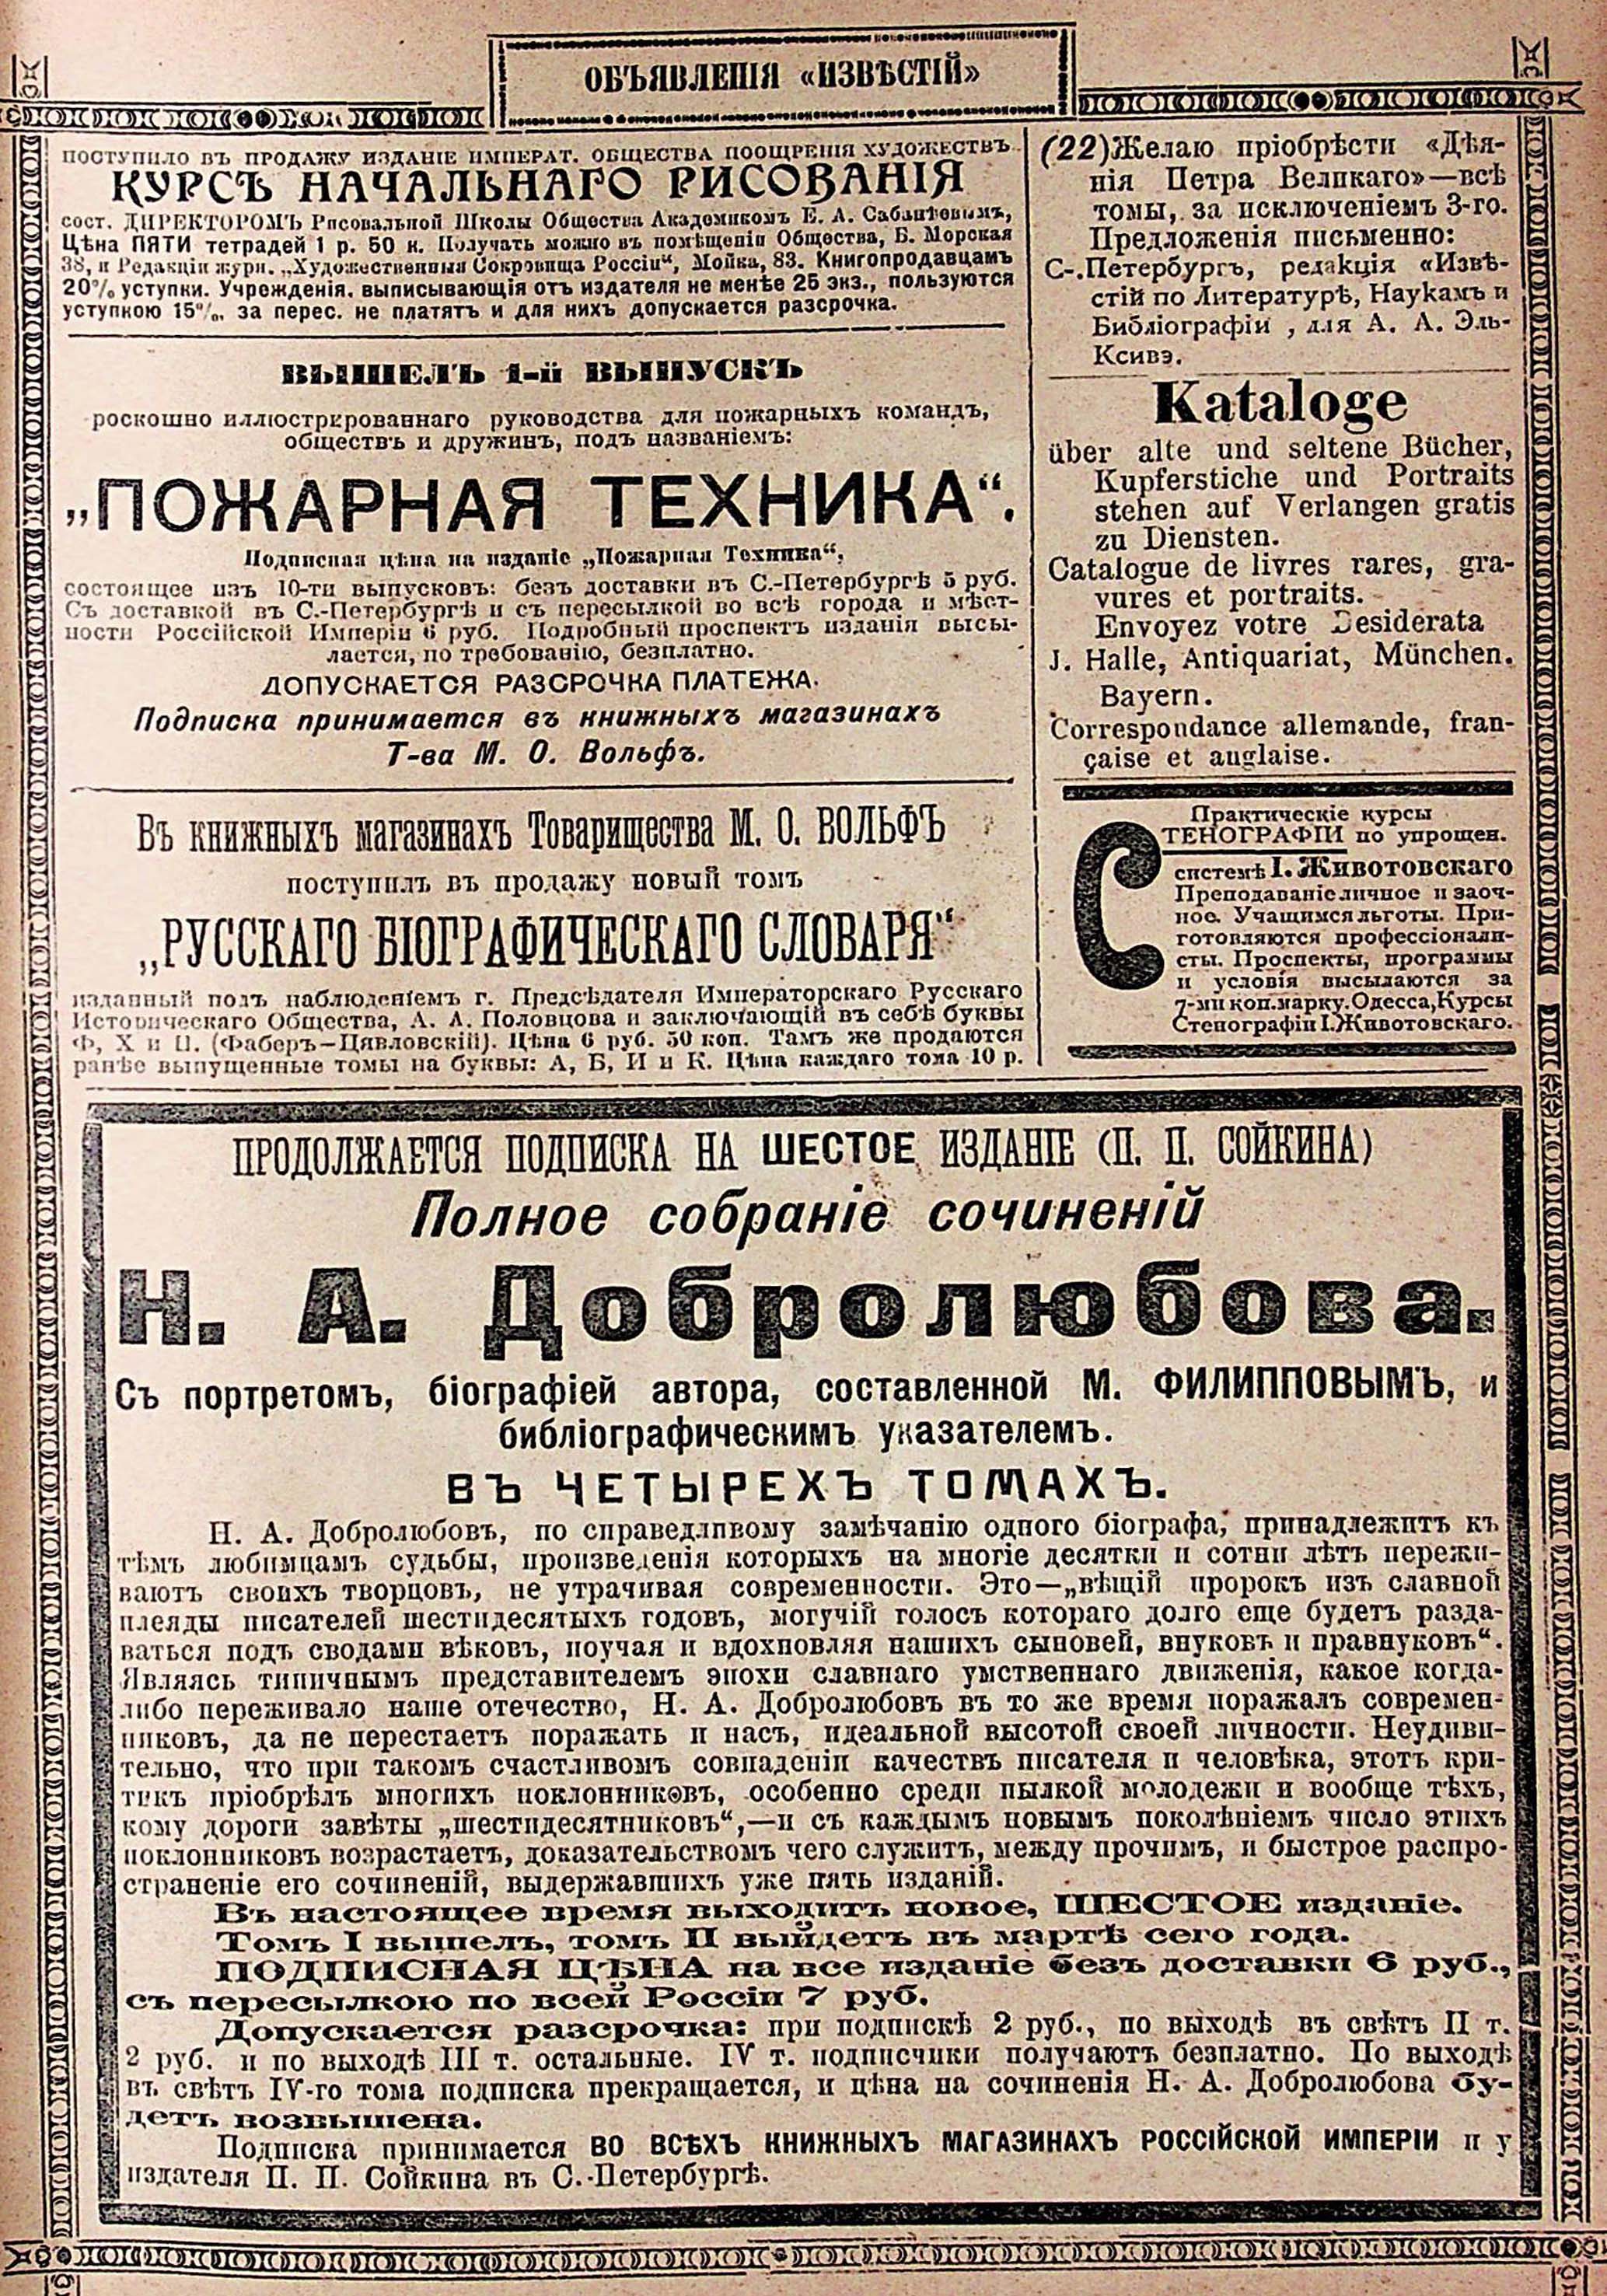 ОБЪЯВЛЕНІЯ «ИЗВѢСТІЙ»
ПОСТУПИЛО ВЪ ПРОДАЖУ ИЗДАНІЕ ИМПЕРАТ. ОБЩЕСТВА ПООЩРЕНІЯ ХУДОЖЕСТВЪ
КУРСЪ НАЧАЛЬНАГО РИСОВАНІЯ
сост. ДИРЕКТОРОМЪ Рисовальной Школы Общества Академикомъ Е. А. Сабанѣевымъ,
Цѣна ПЯТИ тетрадей 1 р. 50 к. Получать можно въ помѣщеніи Общества, Б. Морская
38, и Редакціи журн. „Художественныя Сокровища Россіи“, Мойка, 83. Книгопродавцамъ
20% уступки. Учрежденія, выписывающія отъ издателя не менѣе 25 экз., пользуются
уступкою 15%, за перес. не платятъ и для нихъ допускается разсрочка.
ВЫШЕЛЪ 1-й ВЫПУСКЪ
роскошно иллюстрированнаго руководства для пожарныхъ командъ,
обществъ и дружинъ, подъ названіемъ:
„ПОЖАРНАЯ ТЕХНИКА“.
Подписная цѣна на изданіе „Пожарная Техника“,
состоящее изъ 10-ти выпусковъ: безъ доставки въ С.-Петербургѣ 5 руб.
Съ доставкой въ С.-Петербургѣ и съ пересылкой во всѣ города и мѣст-
ности Россійской Имперіи 6 руб. Подробный проспектъ изданія высы-
лается, по требованію, безплатно.
ДОПУСКАЕТСЯ РАЗСРОЧКА ПЛАТЕЖА.
Подписка принимается въ книжныхъ магазинахъ
Т-ва М. О. Вольфъ.
Въ книжныхъ магазинахъ Товарищества М. О. ВОЛЬФЪ
поступилъ въ продажу новый томъ
„РУССКАГО БІОГРАФИЧЕСКАГО СЛОВАРЯ“
изданный подъ наблюденіемъ г. Предсѣдателя Императорскаго Русскаго
Историческаго Общества, А. А. Половцова и заключающій въ себѣ буквы
Ф, Х и Ц. (Фаберъ—Цявловскій). Цѣна 6 руб. 50 коп. Тамъ же продаются
ранѣе выпущенные томы на буквы: А, Б, И и К. Цѣна каждаго тома 10 р.
(22) Желаю пріобрѣсти «Дѣя-
нія Петра Великаго»—всѣ
томы, за исключеніемъ 3-го.
Предложенія письменно:
С-.Петербургъ, редакція «Извѣ-
стій по Литературѣ, Наукамъ и
Библіографіи , для А. А. Эль-
Ксивэ.
Kataloge
über alte und seltene Bücher,
Kupferstiche und Portraits
stehen auf Verlangen gratis
zu Diensten.
Catalogue de livres rares, gra-
vures et portraits.
Envoyez votre Desiderata
J. Halle, Antiquariat, München.
Bayern.
Correspondance allemande, fran-
çaise et anglaise.
Практическіе курсы
СТЕНОГРАФІИ по упрощен.
системѣ І. Животовскаго
Преподаваніе личное и заоч-
ное. Учащимся льготы. При-
готовляются профессіонали-
сты. Проспекты, программы
и условія высылаются за
7-ми коп. марку. Одесса, Курсы
Стенографіи І. Животовскаго.
ПРОДОЛЖАЕТСЯ ПОДПИСКА НА ШЕСТОЕ ИЗДАНІЕ (П. П. СОЙКИНА)
Полное собраніе сочиненій
Н. А. Добролюбова.
Съ портретомъ, біографіей автора, составленной М. ФИЛИППОВЫМЪ, и
библіографическимъ указателемъ.
ВЪ ЧЕТЫРЕХЪ ТОМАХЪ.
Н. А. Добролюбовъ, по справедливому замѣчанію одного біографа, принадлежитъ къ
тѣмъ любимцамъ судьбы, произведенія которыхъ на многіе десятки и сотни лѣтъ пережи-
ваютъ своихъ творцовъ, не утрачивая современности. Это—„вѣщій пророкъ изъ славной
плеяды писателей шестидесятыхъ годовъ, могучій голосъ котораго долго еще будетъ разда-
ваться подъ сводами вѣковъ, поучая и вдохновляя нашихъ сыновей, внуковъ и правнуковъ“.
Являясь типичнымъ представителемъ эпохи славнаго умственнаго движенія, какое когда-
либо переживало наше отечество, Н. А. Добролюбовъ въ то же время поражалъ современ-
никовъ, да не перестаетъ поражать и насъ, идеальной высотой своей личности. Неудиви-
тельно, что при такомъ счастливомъ совпаденіи качествъ писателя и человѣка, этотъ кри-
тикъ пріобрѣлъ многихъ поклонниковъ, особенно среди пылкой молодежи и вообще тѣхъ,
кому дороги завѣты „шестидесятниковъ“,—и съ каждымъ новымъ поколѣніемъ число этихъ
поклонниковъ возрастаетъ, доказательствомъ чего служитъ, между прочимъ, и быстрое распро-
страненіе его сочиненій, выдержавшихъ уже пять изданій.
Въ настоящее время выходитъ новое, ШЕСТОЕ изданіе.
Томъ I вышелъ, томъ II выйдетъ въ мартѣ сего года.
ПОДПИСНАЯ ЦѢНА на все изданіе безъ доставки 6 руб.,
съ пересылкою по всей Россіи 7 руб.
Допускается разсрочка: при подпискѣ 2 руб., по выходѣ въ свѣтъ II т.
2 руб. и по выходѣ III т. остальные. IV т. подписчики получаютъ безплатно. По выходѣ
въ свѣтъ IV-го тома подписка прекращается, и цѣна на сочиненія Н. А. Добролюбова бу-
детъ возвышена.
Подписка принимается ВО ВСѢХЪ КНИЖНЫХЪ МАГАЗИНАХЪ РОССІЙСКОЙ ИМПЕРІИ и у
издателя П. П. Сойкина въ С.-Петербургѣ.